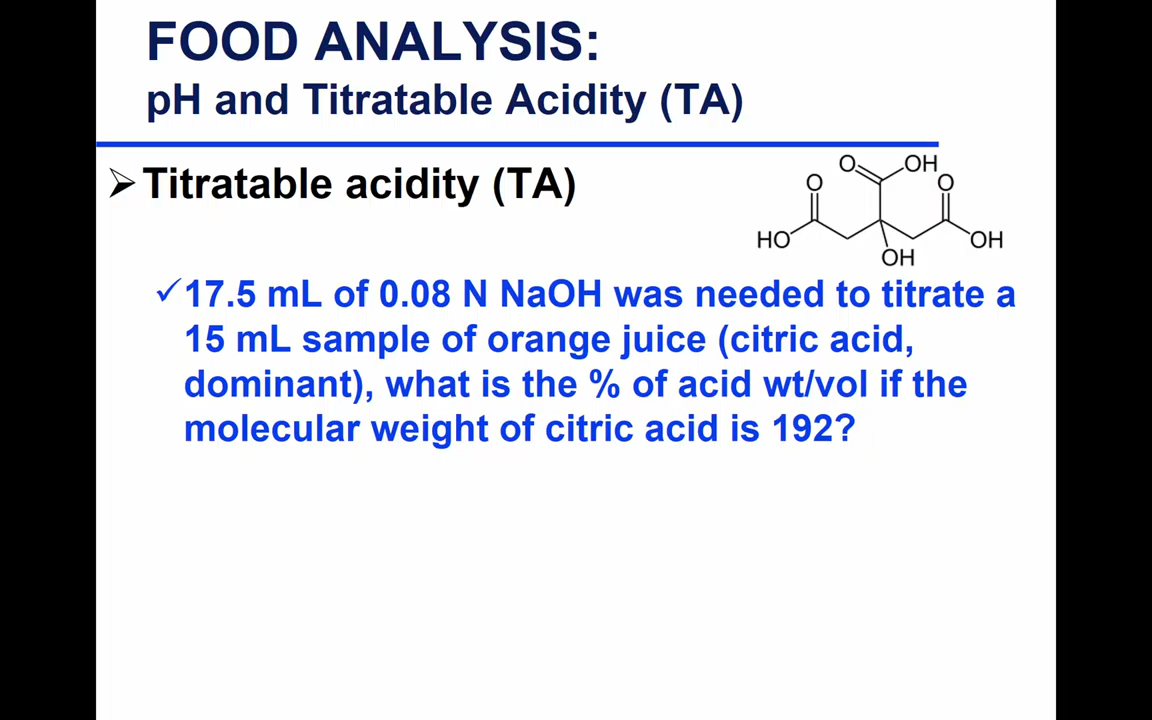 FOOD ANALYSIS:
pH and Titratable Acidity (TA)
Titratable acidity (TA)
O OH
O O
HO OH
OH
17.5 mL of 0.08 N NaOH was needed to titrate a
15 mL sample of orange juice (citric acid,
dominant), what is the % of acid wt/vol if the
molecular weight of citric acid is 192?